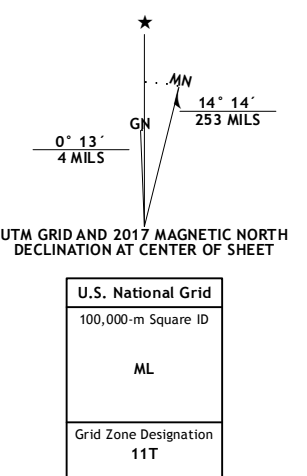 ★
MN
GN
14° 14´
253 MILS
0° 13´
4 MILS
UTM GRID AND 2017 MAGNETIC NORTH
DECLINATION AT CENTER OF SHEET
U.S. National Grid
100,000-m Square ID
ML
Grid Zone Designation
11T